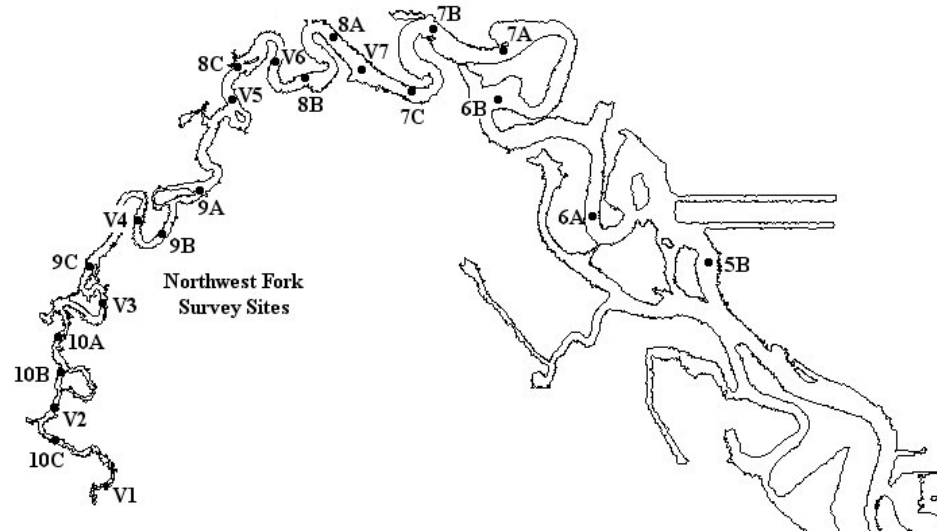 7B
8A
7A
V6
8C
V7
8B
6B
7C
V5
9A
V4
6A
9B
9C
5B
Northwest Fork
Survey Sites
V3
10A
10B
V2
10C
V1